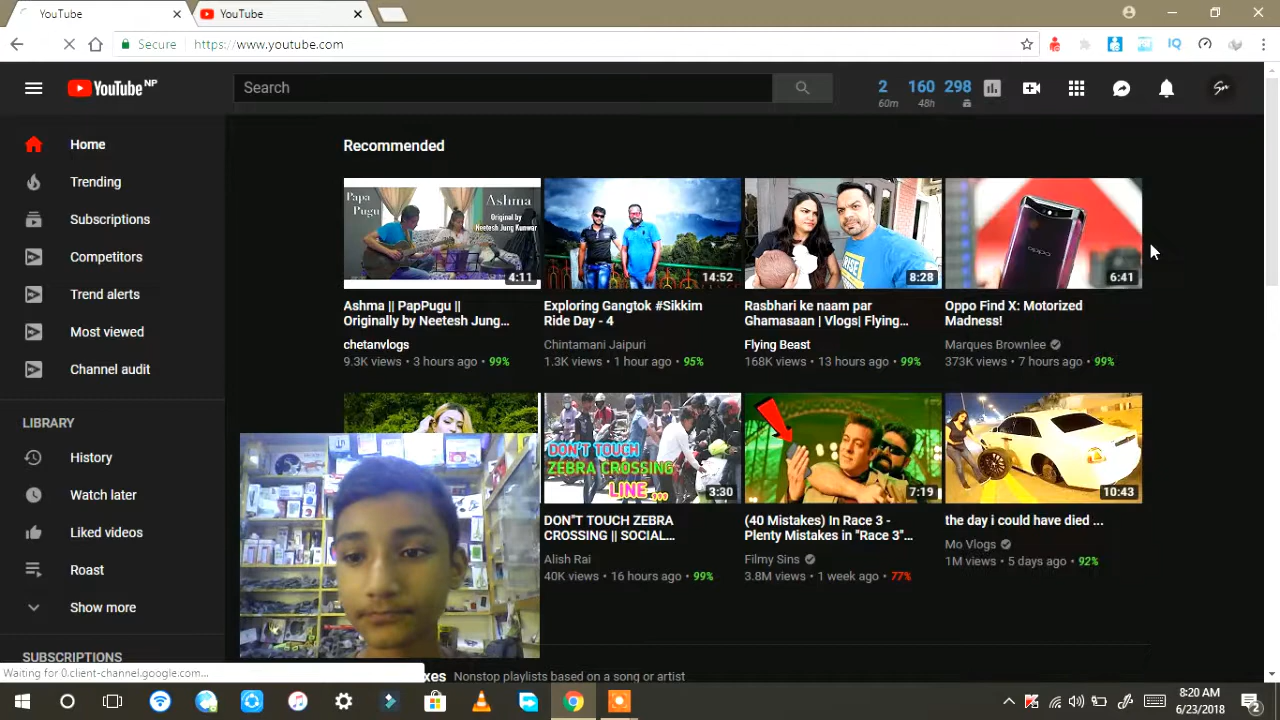 YouTube
YouTube
Secure https://www.youtube.com
IQ
YouTube NP
Search
2 160 298
60m 48h
Home
Trending
Subscriptions
Competitors
Trend alerts
Most viewed
Channel audit
LIBRARY
History
Watch later
Liked videos
Roast
Show more
SUBSCRIPTIONS
Recommended
Papa Pugu
Ashma
Original by
Neetesh Jung Kunwar
4:11
14:52
8:28
oppo
6:41
Ashma || PapPugu ||
Originally by Neetesh Jung...
chetanvlogs
9.3K views • 3 hours ago • 99%
Exploring Gangtok #Sikkim
Ride Day - 4
Chintamani Jaipuri
1.3K views • 1 hour ago • 95%
Rasbhari ke naam par
Ghamasaan | Vlogs| Flying...
Flying Beast
168K views • 13 hours ago • 99%
Oppo Find X: Motorized
Madness!
Marques Brownlee
373K views • 7 hours ago • 99%
DON'T TOUCH
ZEBRA CROSSING
LINE ...
3:30
7:19
10:43
DON"T TOUCH ZEBRA
CROSSING || SOCIAL...
Alish Rai
40K views • 16 hours ago • 99%
(40 Mistakes) In Race 3 -
Plenty Mistakes in "Race 3"...
Filmy Sins
3.8M views • 1 week ago • 77%
the day i could have died ...
Mo Vlogs
1M views • 5 days ago • 92%
xes Nonstop playlists based on a song or artist
Waiting for 0.client-channel.google.com...
8:20 AM
6/23/2018
2